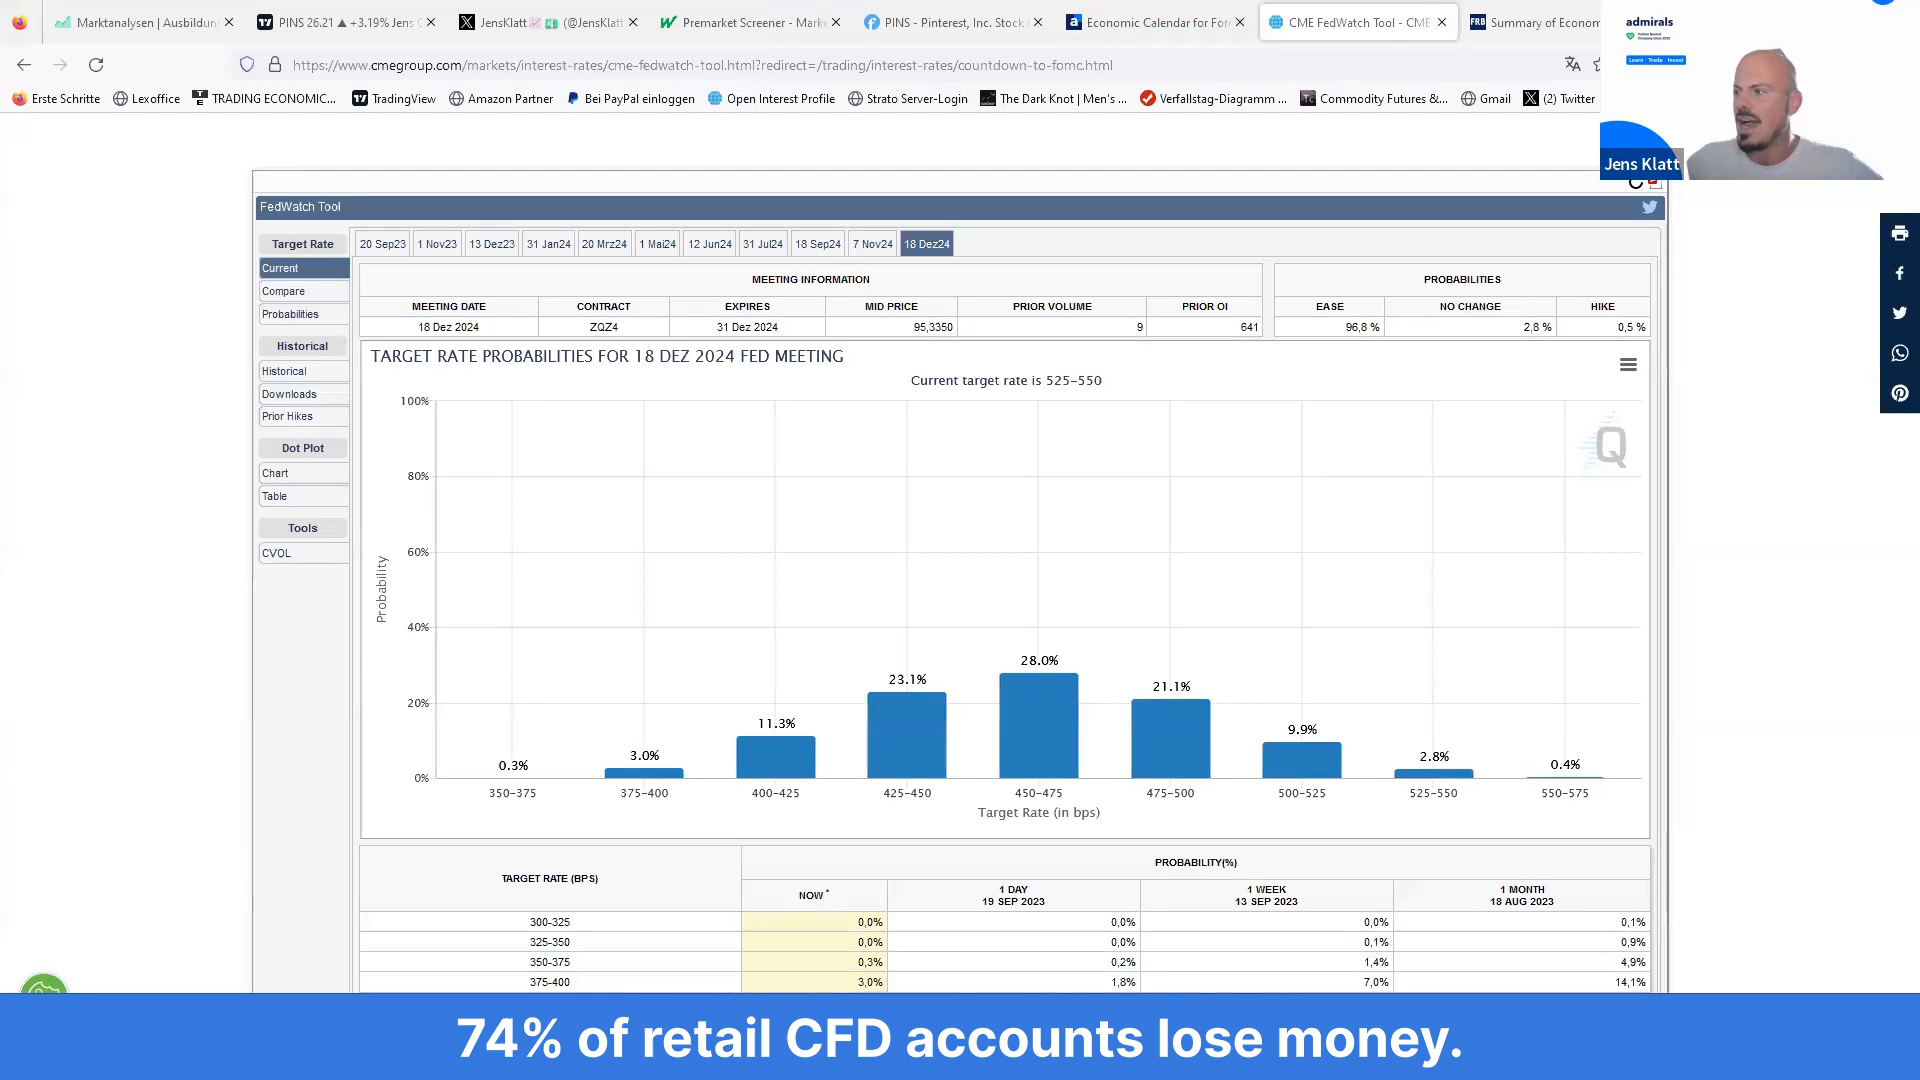 Marktanalysen | Ausbildun
PINS 26.21 ▲ +3.19% Jens
JensKlatt (@JensKlatt
Premarket Screener - Mark
PINS - Pinterest, Inc. Stock
Economic Calendar for For
CME FedWatch Tool - CME
Summary of Econom
https://www.cmegroup.com/markets/interest-rates/cme-fedwatch-tool.html?redirect=/trading/interest-rates/countdown-to-fomc.html
Erste Schritte
Lexoffice
TRADING ECONOMIC...
TradingView
Amazon Partner
Bei PayPal einloggen
Open Interest Profile
Strato Server-Login
The Dark Knot | Men's ...
Verfallstag-Diagramm ...
Commodity Futures &...
Gmail
(2) Twitter
admirals
Learn · Trade · Invest
Jens Klatt
FedWatch Tool
Target Rate
Current
Compare
Probabilities
Historical
Historical
Downloads
Prior Hikes
Dot Plot
Chart
Table
Tools
CVOL
20 Sep23 1 Nov23 13 Dez23 31 Jan24 20 Mrz24 1 Mai24 12 Jun24 31 Jul24 18 Sep24 7 Nov24 18 Dez24
MEETING INFORMATION
MEETING DATE CONTRACT EXPIRES MID PRICE PRIOR VOLUME PRIOR OI
18 Dez 2024 ZQZ4 31 Dez 2024 95,3350 9 641
PROBABILITIES
EASE NO CHANGE HIKE
96,8 % 2,8 % 0,5 %
TARGET RATE PROBABILITIES FOR 18 DEZ 2024 FED MEETING
Current target rate is 525–550
Q
Probability
100%
80%
60%
40%
20%
0%
0.3%
3.0%
11.3%
23.1%
28.0%
21.1%
9.9%
2.8%
0.4%
350–375 375–400 400–425 425–450 450–475 475–500 500–525 525–550 550–575
Target Rate (in bps)
TARGET RATE (BPS)
PROBABILITY(%)
NOW *
1 DAY
19 SEP 2023
1 WEEK
13 SEP 2023
1 MONTH
18 AUG 2023
300-325 0,0% 0,0% 0,0% 0,1%
325-350 0,0% 0,0% 0,1% 0,9%
350-375 0,3% 0,2% 1,4% 4,9%
375-400 3,0% 1,8% 7,0% 14,1%
74% of retail CFD accounts lose money.